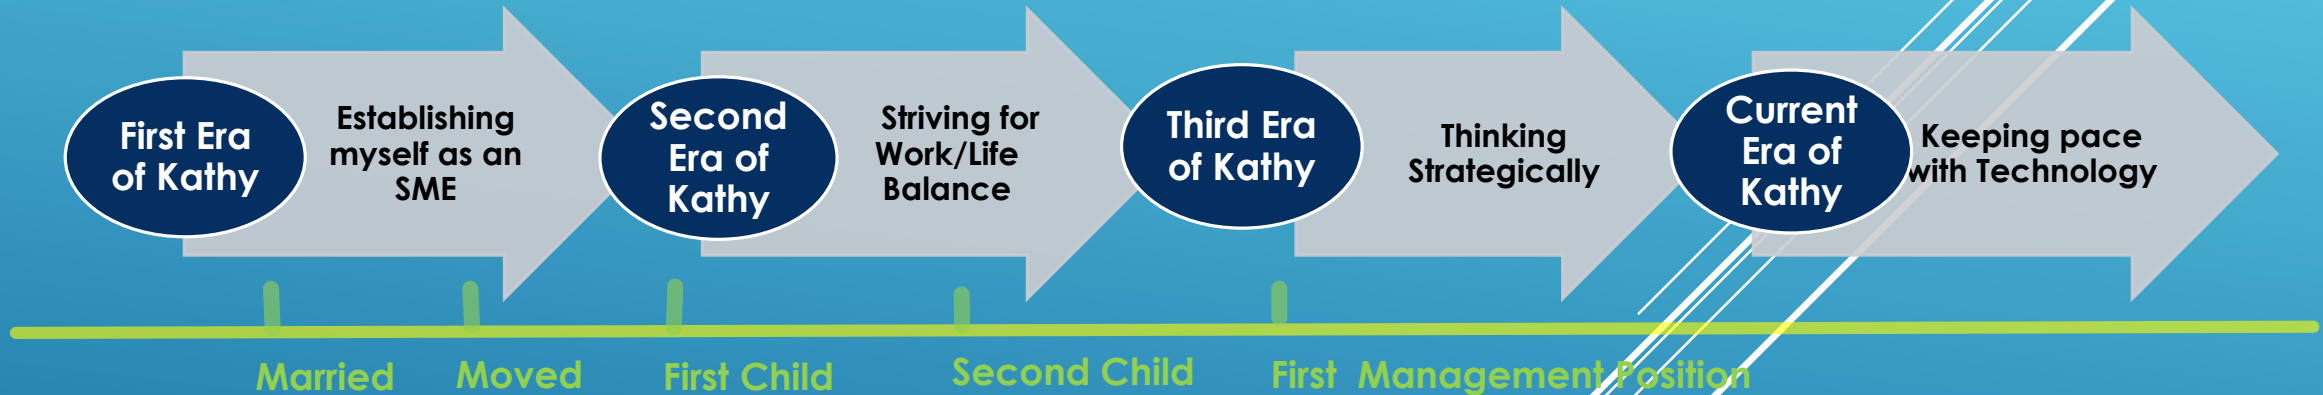 First Era
of Kathy
Establishing
myself as an
SME
Second
Era of
Kathy
Striving for
Work/Life
Balance
Third Era
of Kathy
Thinking
Strategically
Current
Era of
Kathy
Keeping pace
with Technology
Married
Moved
First Child
Second Child
First Management Position